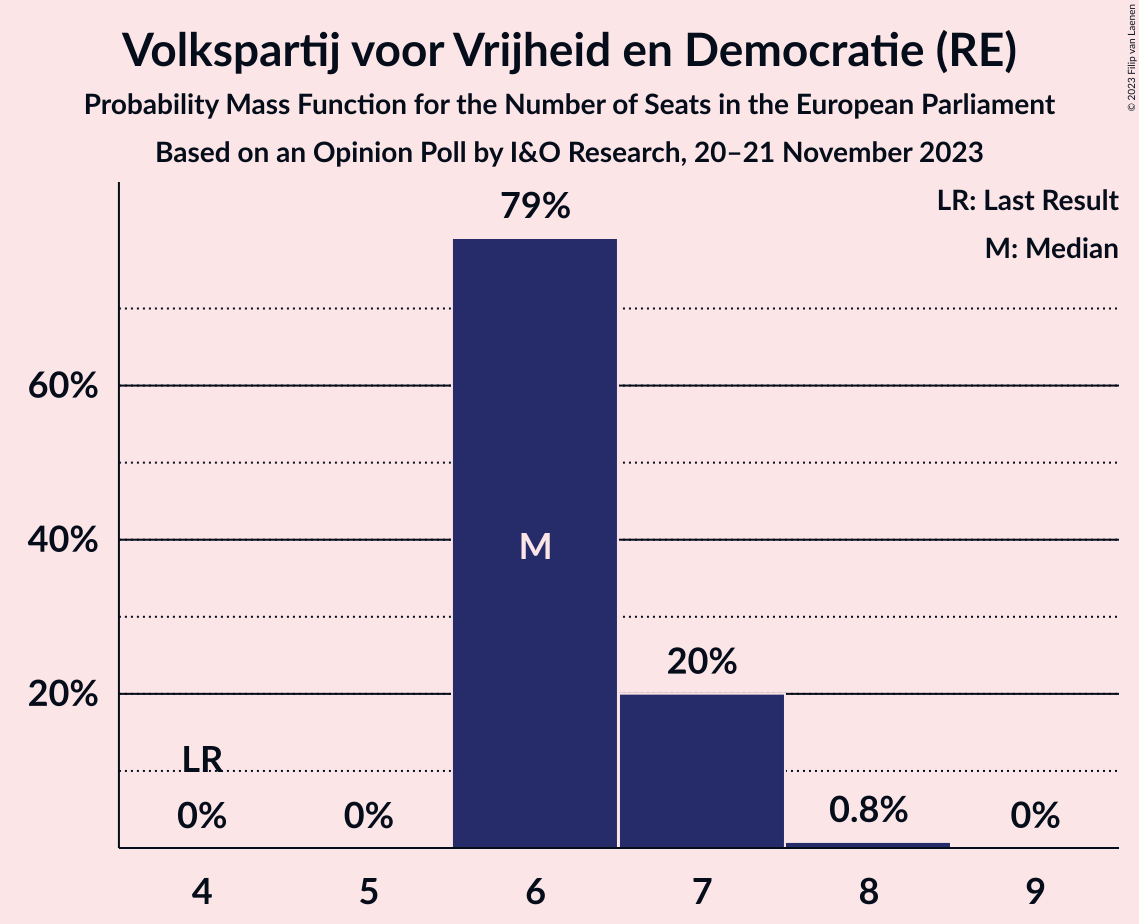 Volkspartij voor Vrijheid en Democratie (RE)
Probability Mass Function for the Number of Seats in the European Parliament
Based on an Opinion Poll by I&O Research, 20–21 November 2023
© 2023 Filip van Laenen
LR: Last Result
M: Median
79%
60%
40%
M
20%
20%
LR
0%
0%
0.8%
0%
4
5
6
7
8
9